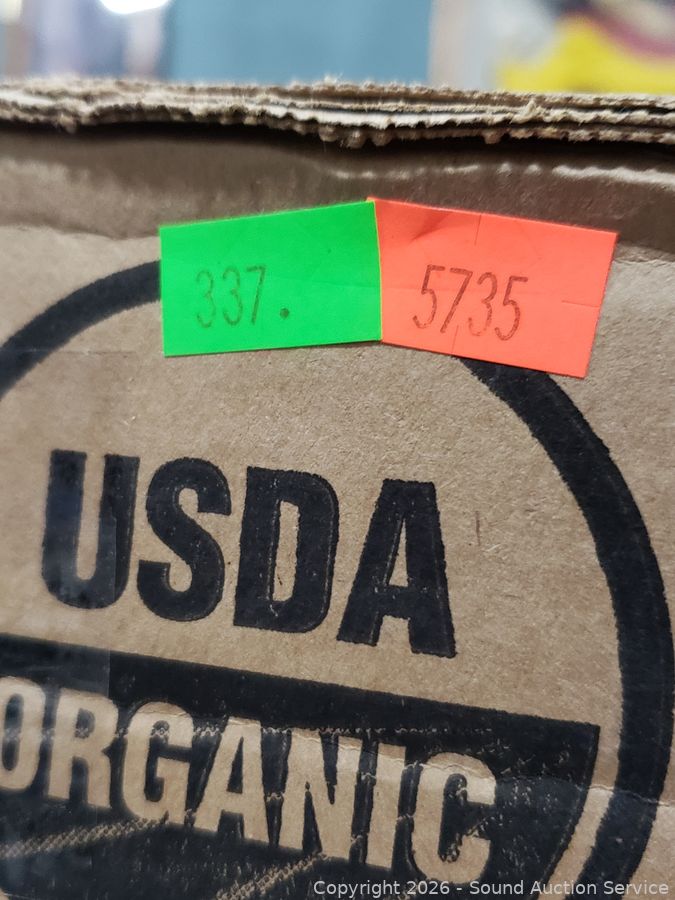 337.
5735
USDA
ORGANIC
Copyright 2026 - Sound Auction Service